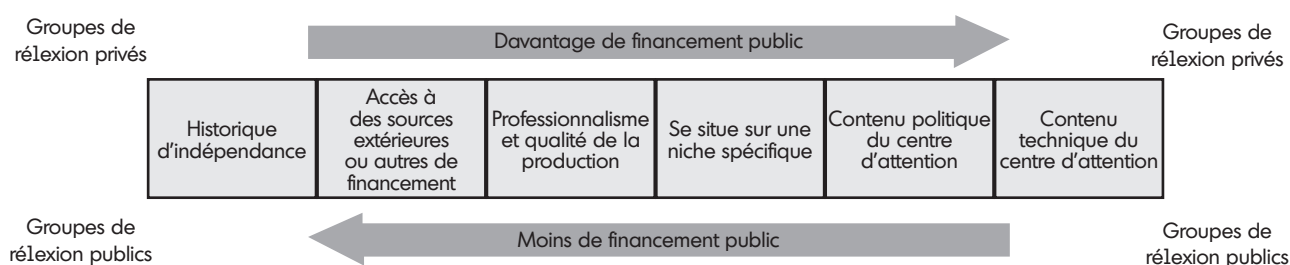 Groupes de
rélexion privés
Davantage de financement public
Groupes de
rélexion privés
Historique
d'indépendance
Accès à
des sources
extérieures
ou autres de
financement
Professionnalisme
et qualité de la
production
Se situe sur une
niche spécifique
Contenu politique
du centre
d'attention
Contenu
technique du
centre d'attention
Groupes de
rélexion publics
Moins de financement public
Groupes de
rélexion publics